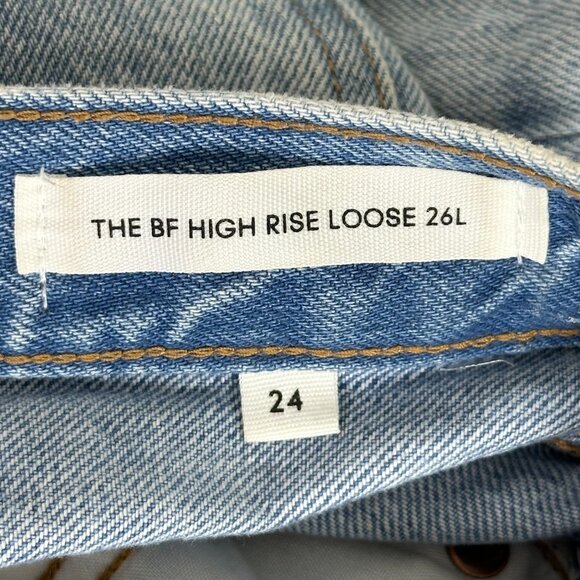 THE BF HIGH RISE LOOSE 26L
24